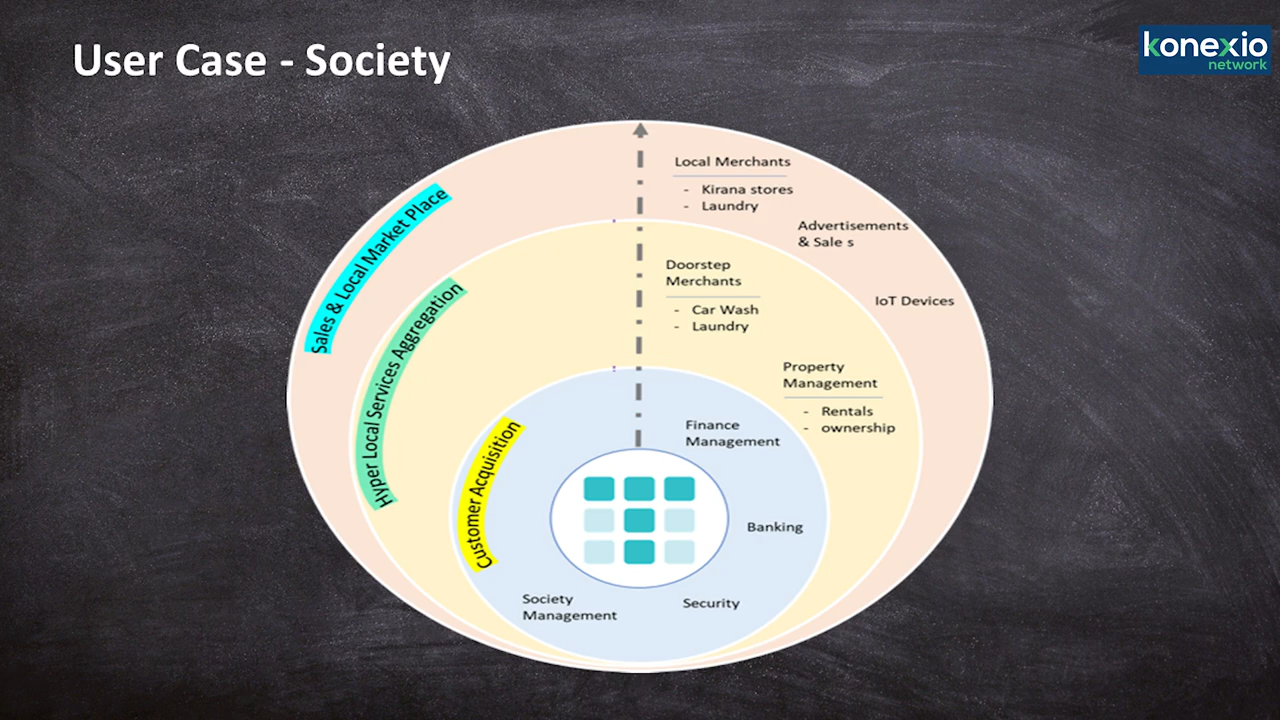 User Case - Society
konexio
network
Local Merchants
- Kirana stores
- Laundry
Advertisements
& Sale s
IoT Devices
Sales & Local Market Place
Doorstep
Merchants
- Car Wash
- Laundry
Property
Management
- Rentals
- ownership
Hyper Local Services Aggregation
Finance
Management
Banking
Security
Society
Management
Customer Acquisition